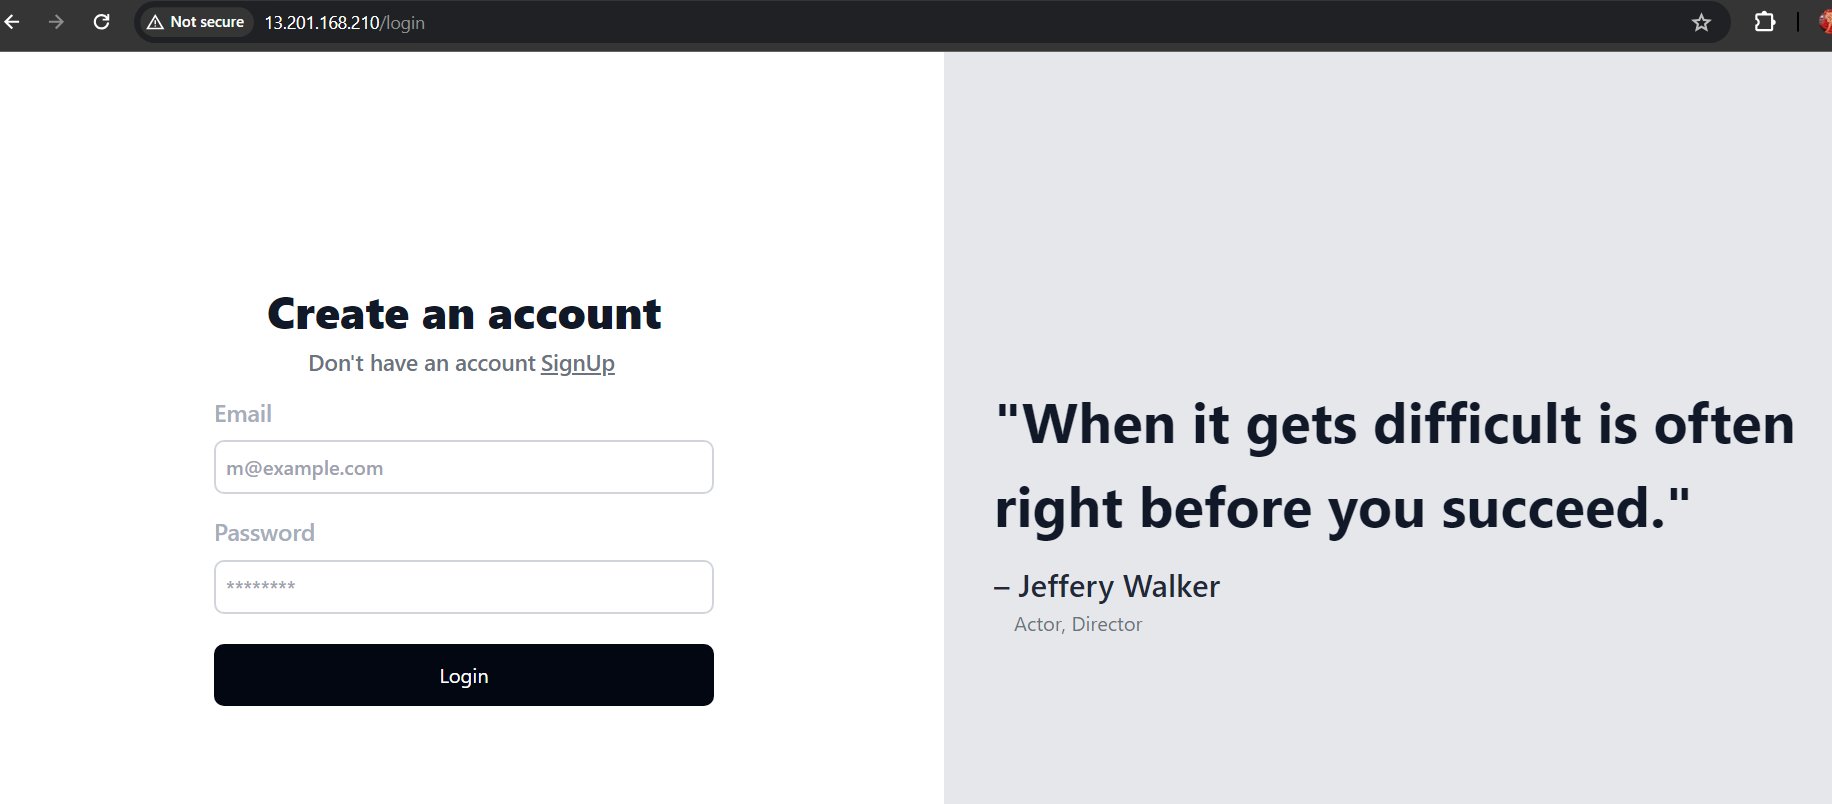 Not secure
13.201.168.210/login
Create an account
Don't have an account SignUp
Email
m@example.com
Password
********
Login
"When it gets difficult is often
right before you succeed."
– Jeffery Walker
Actor, Director